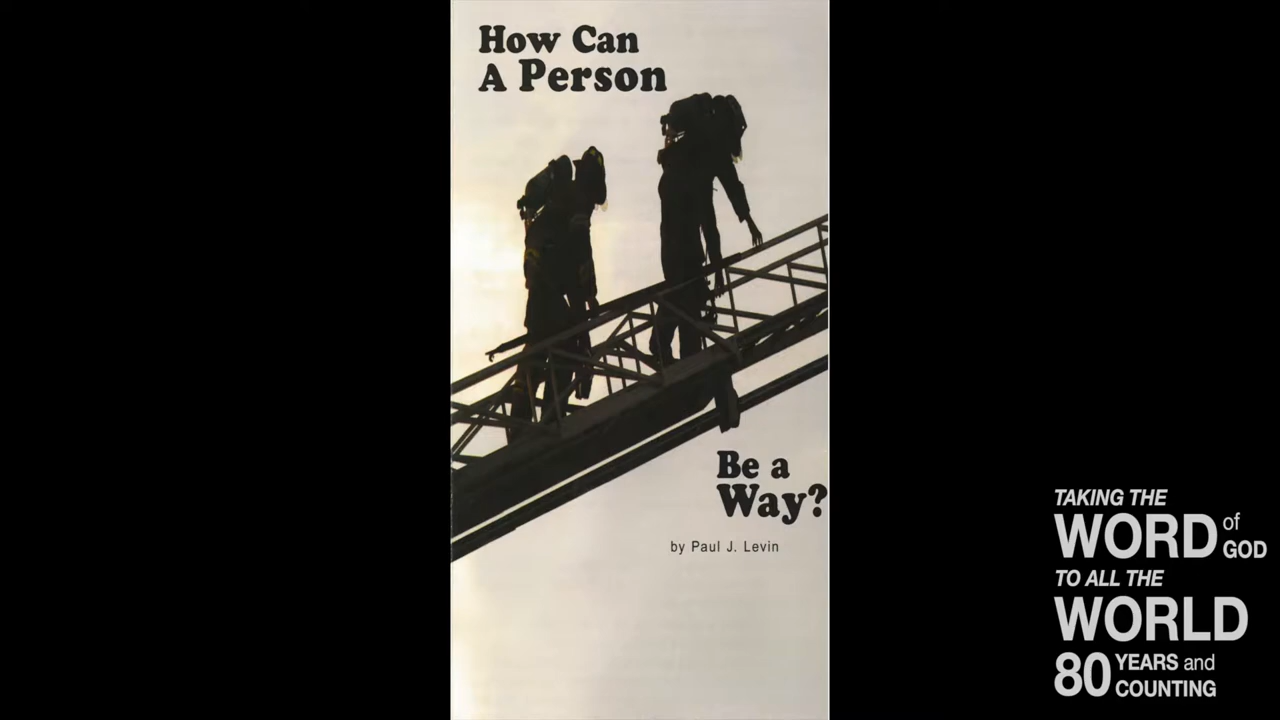 How Can
A Person
Be a
Way?
by Paul J. Levin
TAKING THE
WORD of
GOD
TO ALL THE
WORLD
80 YEARS and
COUNTING